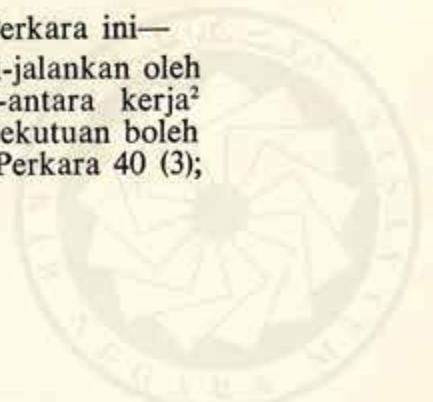 erkara ini—
-jalankan oleh
-antara kerja²
ekutuan boleh
Perkara 40 (3);